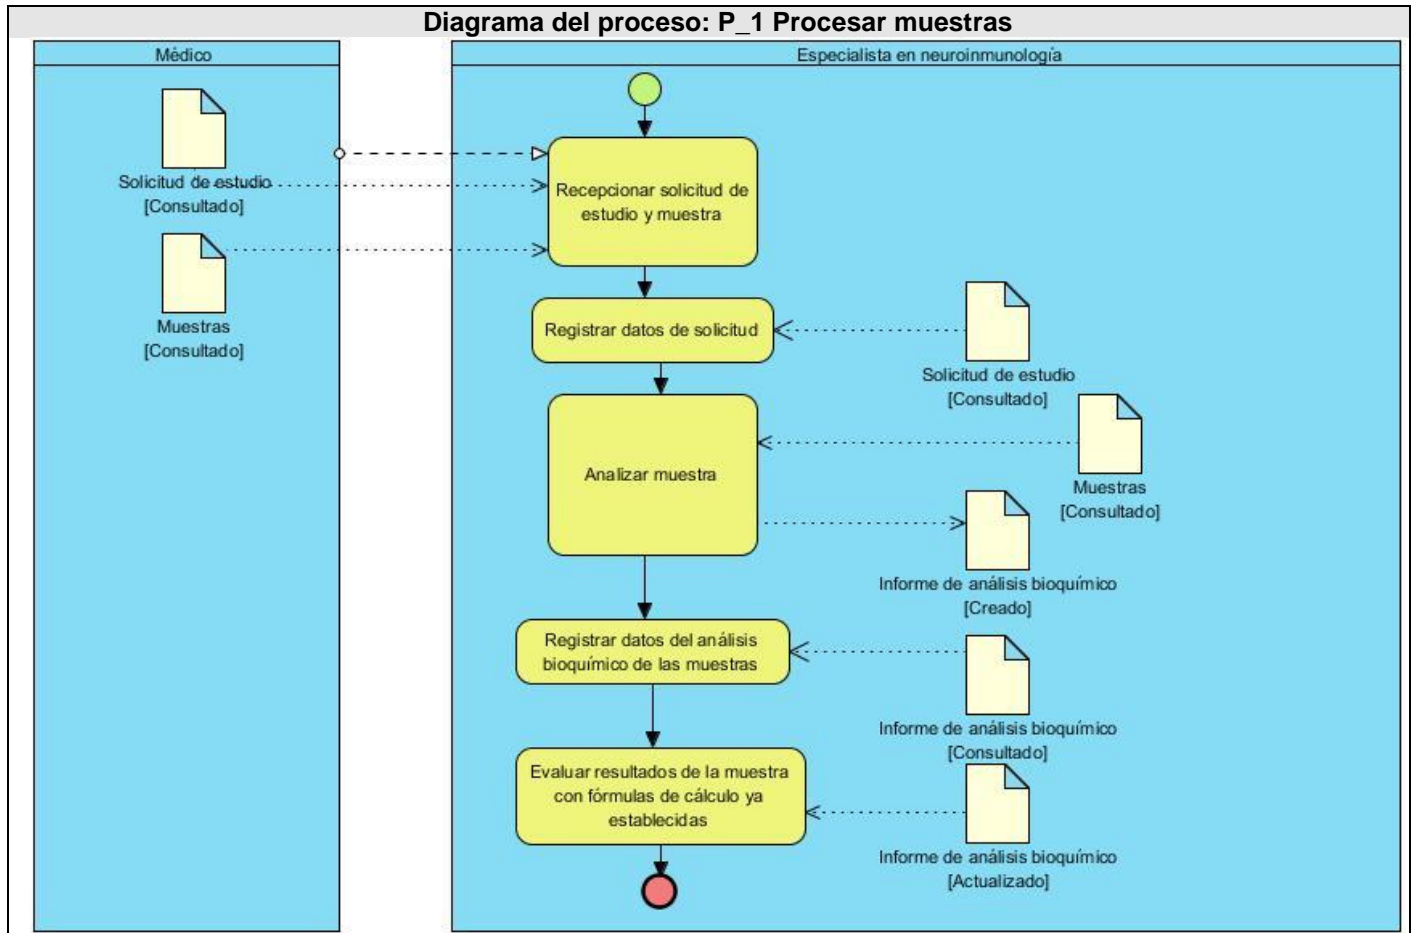 Diagrama del proceso: P_1 Procesar muestras
Médico
Solicitud de estudio
[Consultado]
Muestras
[Consultado]
Especialista en neuroinmunología
Recepcionar solicitud de
estudio y muestra
Registrar datos de solicitud
Solicitud de estudio
[Consultado]
Analizar muestra
Muestras
[Consultado]
Informe de análisis bioquímico
[Creado]
Registrar datos del análisis
bioquímico de las muestras
Informe de análisis bioquímico
[Consultado]
Evaluar resultados de la muestra
con fórmulas de cálculo ya
establecidas
Informe de análisis bioquímico
[Actualizado]